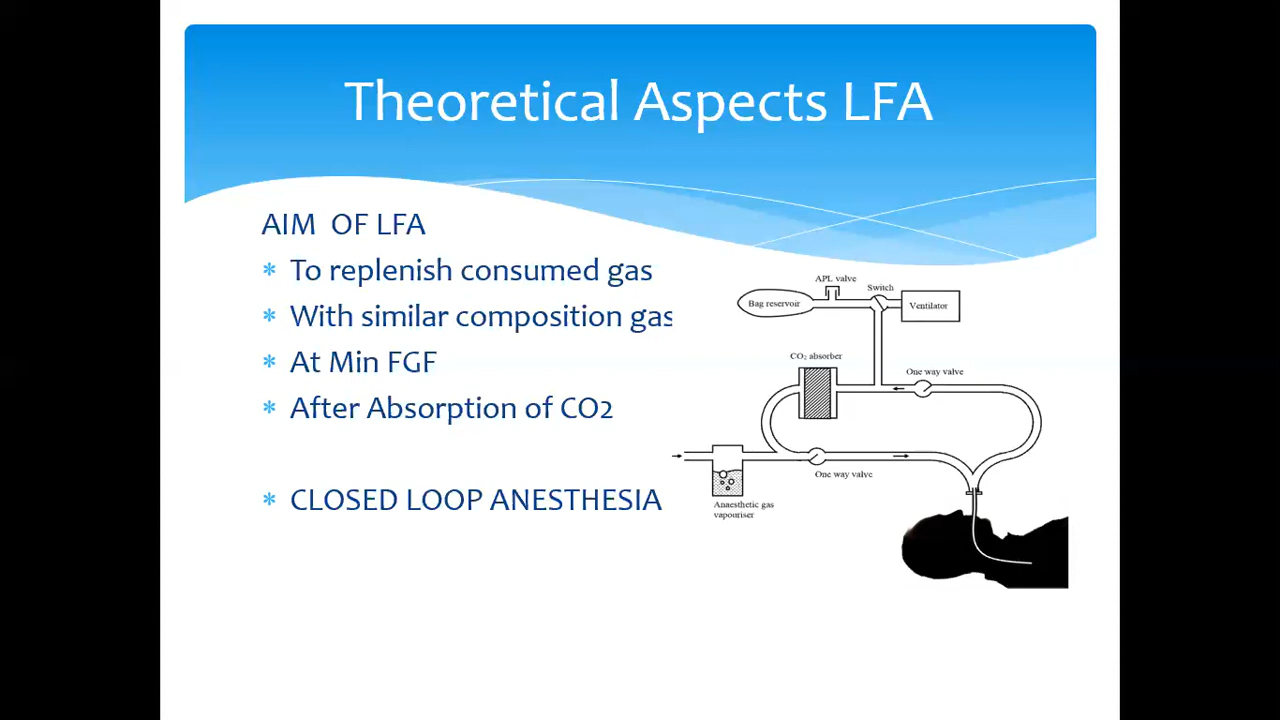 Theoretical Aspects LFA
AIM OF LFA
* To replenish consumed gas
* With similar composition gas
* At Min FGF
* After Absorption of CO2
* CLOSED LOOP ANESTHESIA
APL valve
Switch
Bag reservoir
Ventilator
CO₂ absorber
One way valve
One way valve
Anaesthetic gas
vapouriser